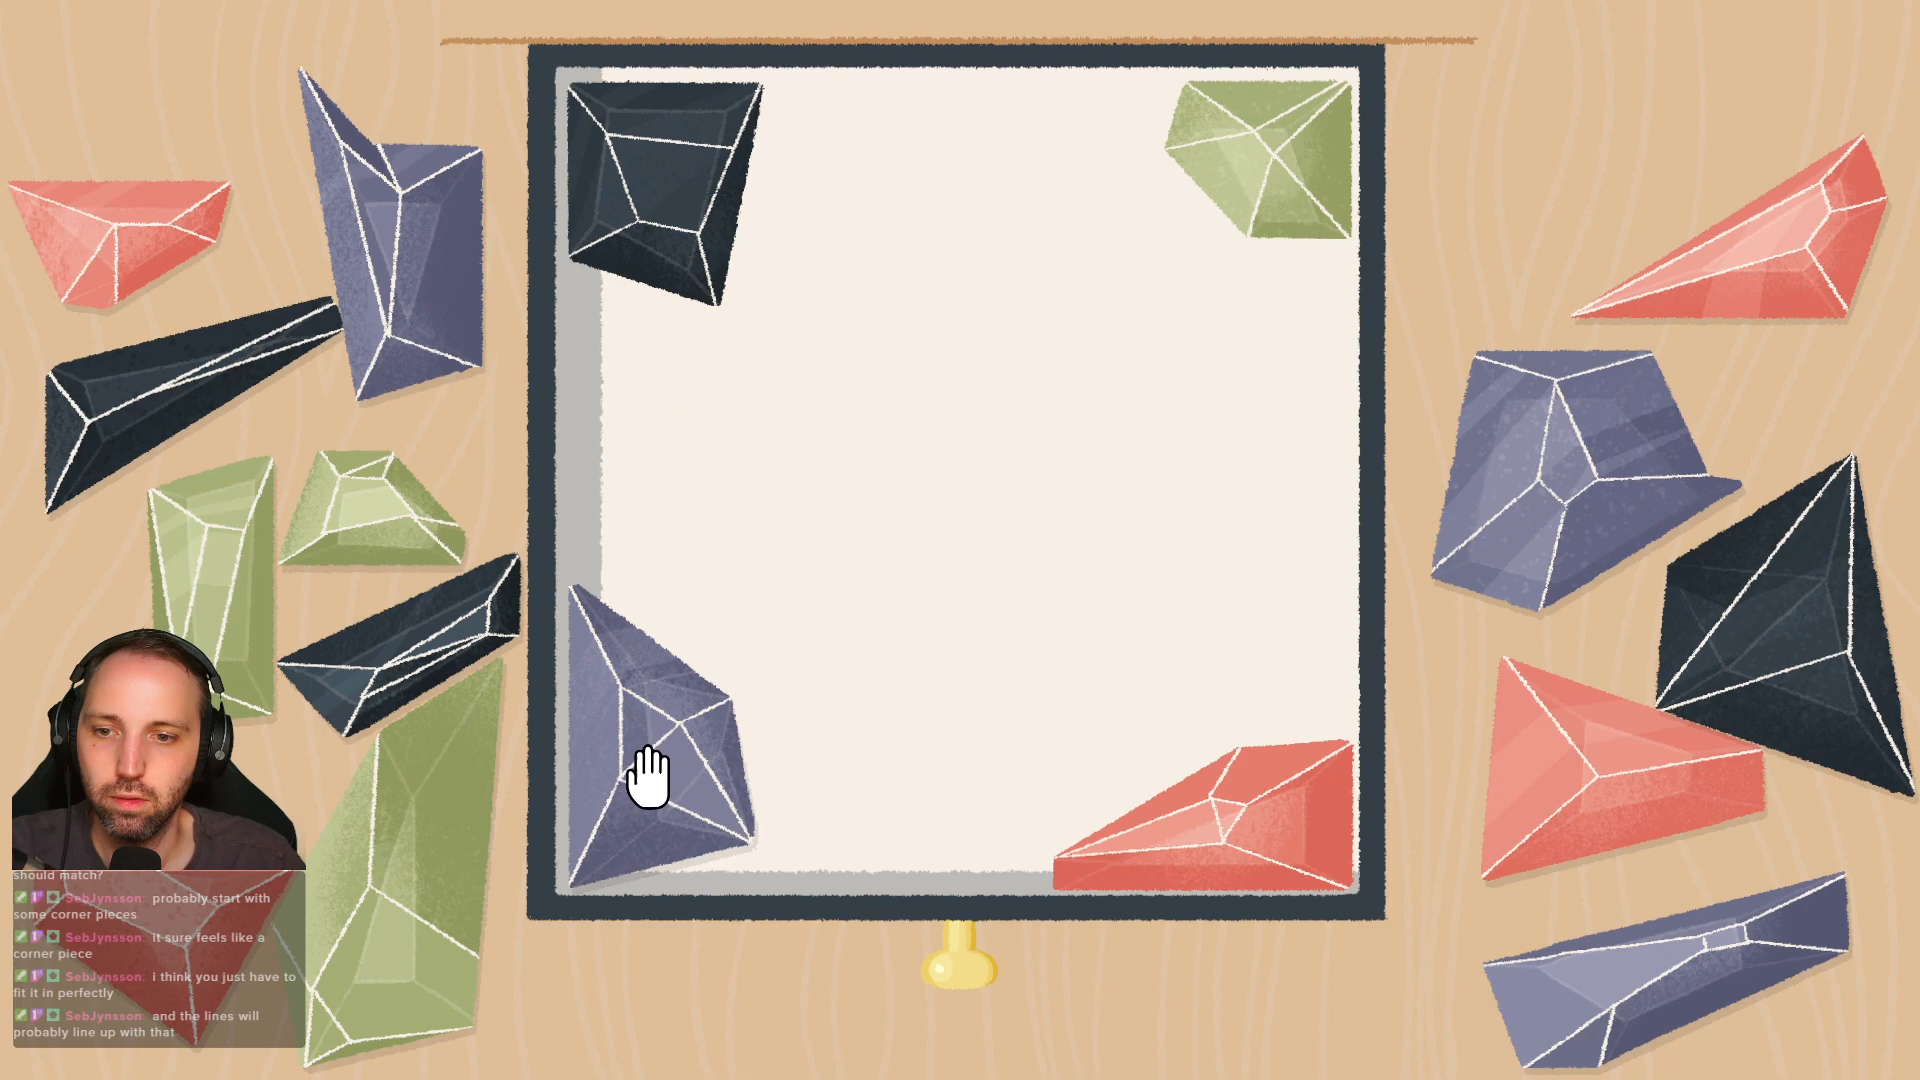 should match?
SebJynsson: probably start with
some corner pieces
SebJynsson: it sure feels like a
corner piece
SebJynsson: i think you just have to
fit it in perfectly
SebJynsson: and the lines will
probably line up with that